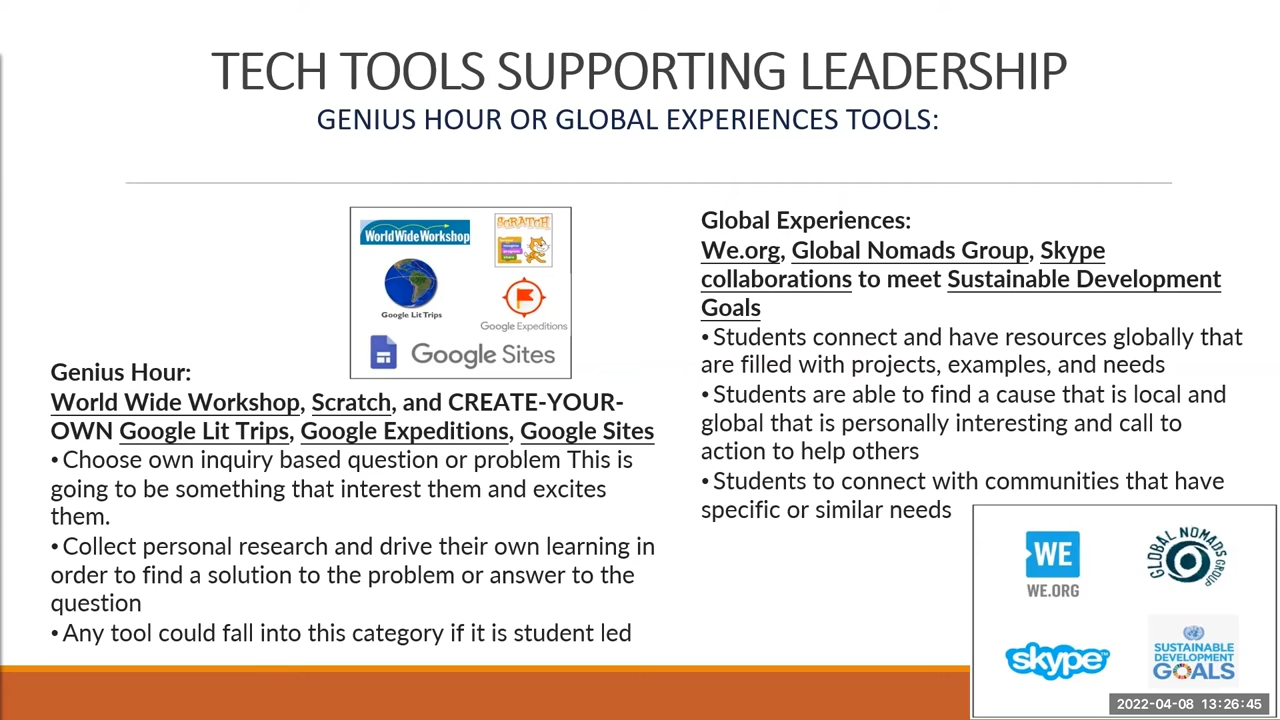 TECH TOOLS SUPPORTING LEADERSHIP
GENIUS HOUR OR GLOBAL EXPERIENCES TOOLS:
WorldWideWorkshop
SCRATCH
Google Lit Trips
Google Expeditions
Google Sites
Genius Hour:
World Wide Workshop, Scratch, and CREATE-YOUR-
OWN Google Lit Trips, Google Expeditions, Google Sites
•Choose own inquiry based question or problem This is
going to be something that interest them and excites
them.
•Collect personal research and drive their own learning in
order to find a solution to the problem or answer to the
question
•Any tool could fall into this category if it is student led
Global Experiences:
We.org, Global Nomads Group, Skype
collaborations to meet Sustainable Development
Goals
•Students connect and have resources globally that
are filled with projects, examples, and needs
•Students are able to find a cause that is local and
global that is personally interesting and call to
action to help others
•Students to connect with communities that have
specific or similar needs
WE
WE.ORG
GLOBAL NOMADS GROUP
skype
SUSTAINABLE
DEVELOPMENT
GOALS
2022-04-08 13:26:45